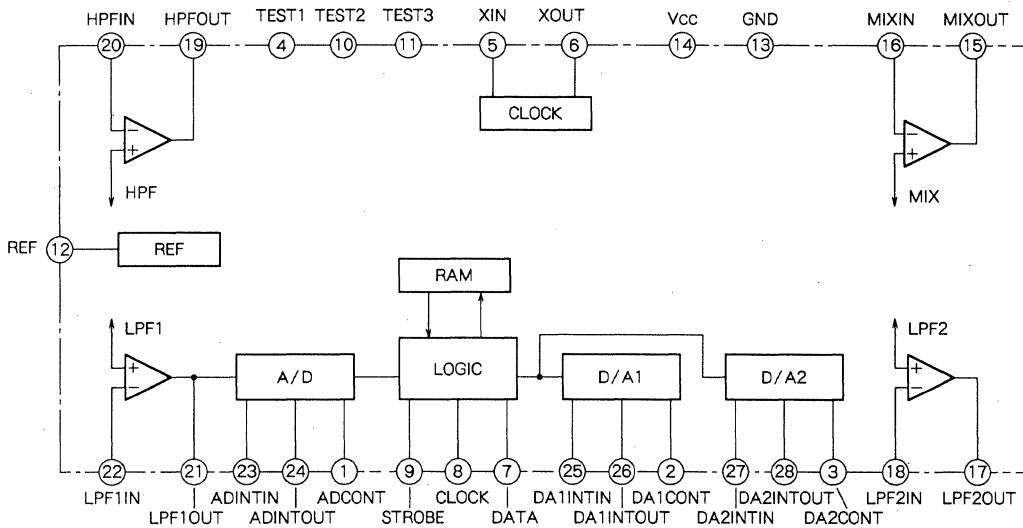 HPFIN HPFOUT TEST1 TEST2 TEST3 XIN XOUT Vcc GND MIXIN MIXOUT
20 19 4 10 11 5 6 14 13 16 15
CLOCK
− −
+ +
HPF MIX
REF 12 REF
RAM
LPF1 LPF2
+ A/D LOGIC D/A1 D/A2 +
− −
22 21 23 24 1 9 8 7 25 26 2 27 28 3 18 17
LPF1IN ADINTIN ADCONT CLOCK DA1INTIN DA1CONT DA2INTOUT LPF2IN LPF2OUT
LPF1OUT ADINTOUT STROBE DATA DA1INTOUT DA2INTIN DA2CONT